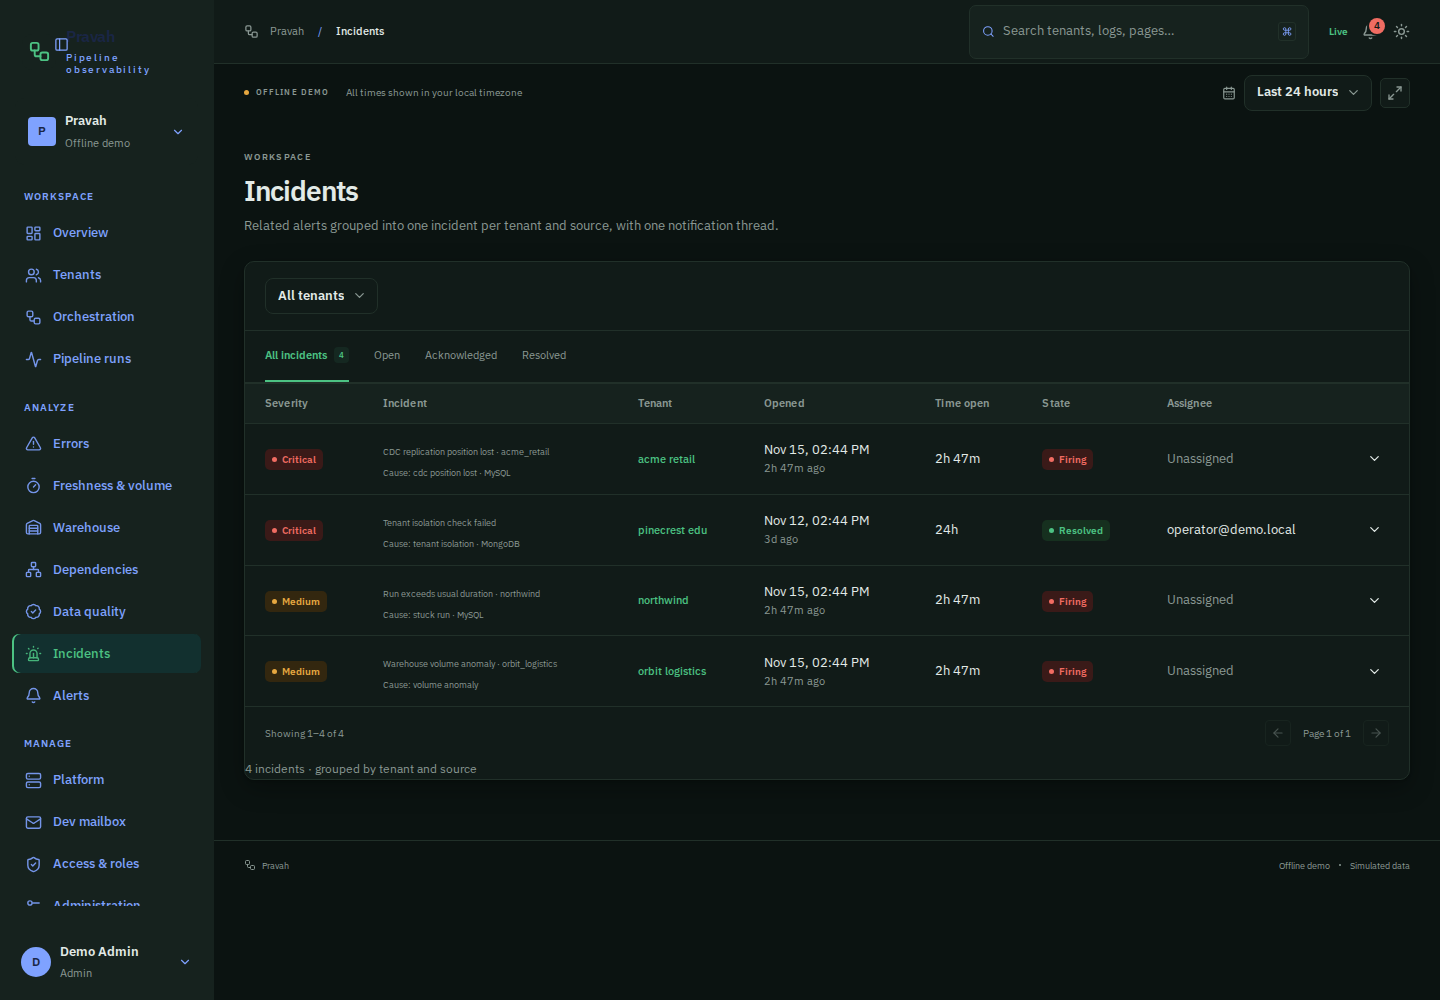 Pravah
Pipeline
observability
P
Pravah
Offline demo
WORKSPACE
Overview
Tenants
Orchestration
Pipeline runs
ANALYZE
Errors
Freshness & volume
Warehouse
Dependencies
Data quality
Incidents
Alerts
MANAGE
Platform
Dev mailbox
Access & roles
Administration
D
Demo Admin
Admin
Pravah / Incidents
Search tenants, logs, pages...
⌘
Live
4
OFFLINE DEMO All times shown in your local timezone
Last 24 hours
WORKSPACE
Incidents
Related alerts grouped into one incident per tenant and source, with one notification thread.
All tenants
All incidents 4 Open Acknowledged Resolved
Severity Incident Tenant Opened Time open State Assignee
Critical CDC replication position lost · acme_retail acme retail Nov 15, 02:44 PM 2h 47m Firing Unassigned
Cause: cdc position lost · MySQL 2h 47m ago
Critical Tenant isolation check failed pinecrest edu Nov 12, 02:44 PM 24h Resolved operator@demo.local
Cause: tenant isolation · MongoDB 3d ago
Medium Run exceeds usual duration · northwind northwind Nov 15, 02:44 PM 2h 47m Firing Unassigned
Cause: stuck run · MySQL 2h 47m ago
Medium Warehouse volume anomaly · orbit_logistics orbit logistics Nov 15, 02:44 PM 2h 47m Firing Unassigned
Cause: volume anomaly 2h 47m ago
Showing 1–4 of 4
Page 1 of 1
4 incidents · grouped by tenant and source
Pravah
Offline demo • Simulated data